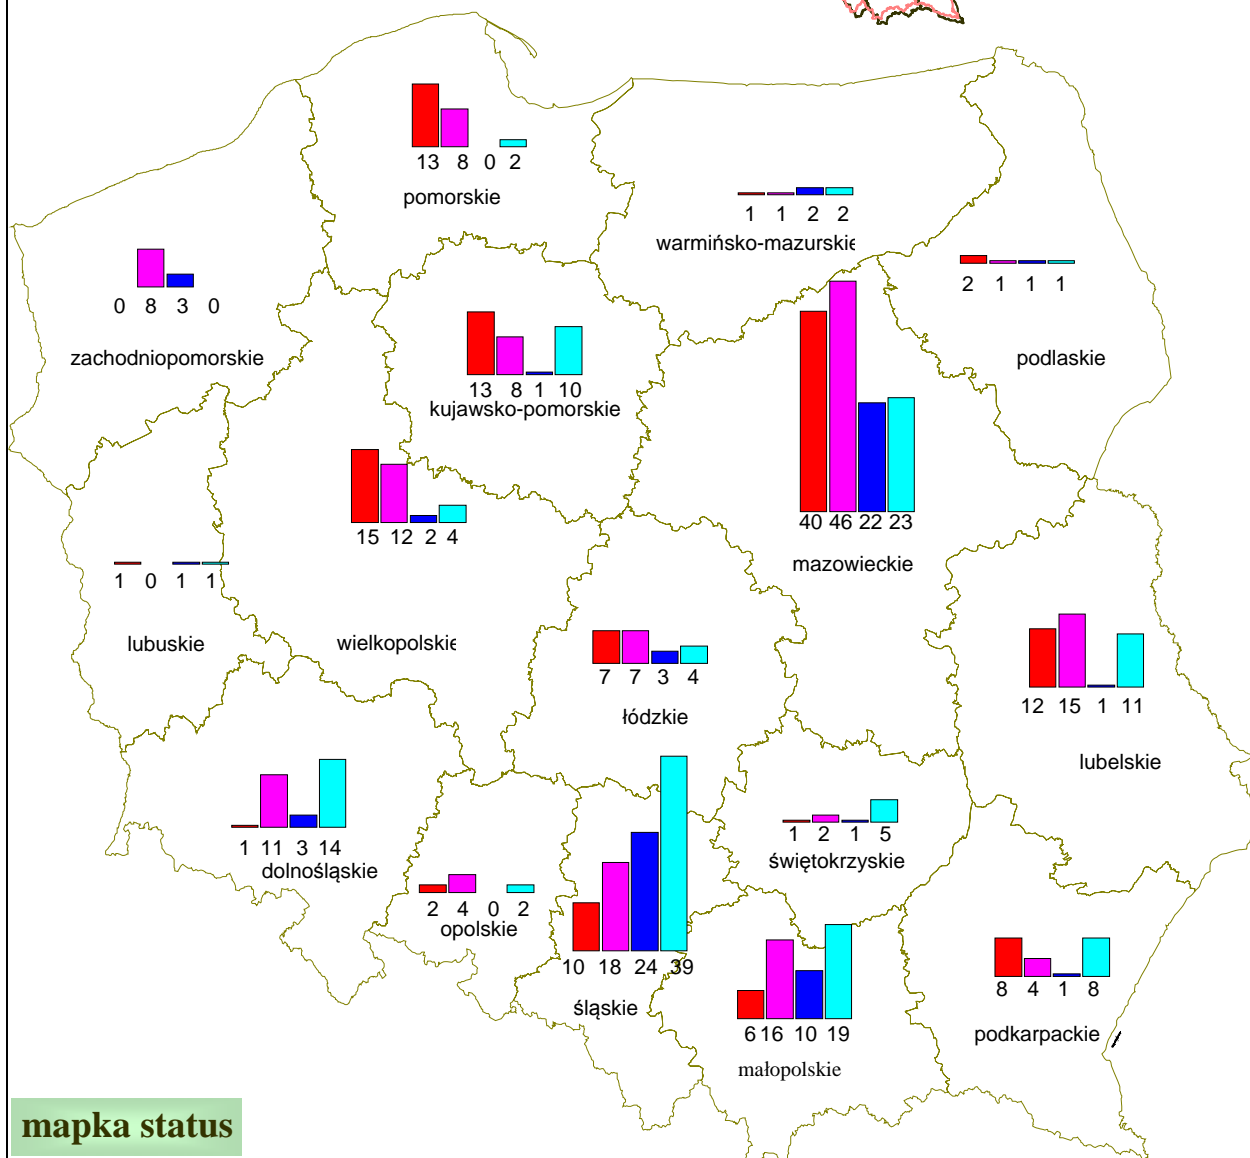 13 8 0 2
pomorskie
1 1 2 2
warmińsko-mazurskie
2 1 1 1
podlaskie
0 8 3 0
zachodniopomorskie
13 8 1 10
kujawsko-pomorskie
40 46 22 23
mazowieckie
15 12 2 4
wielkopolskie
1 0 1 1
lubuskie
7 7 3 4
łódzkie
12 15 1 11
lubelskie
1 11 3 14
dolnośląskie
2 4 0 2
opolskie
10 18 24 39
śląskie
1 2 1 5
świętokrzyskie
6 16 10 19
małopolskie
8 4 1 8
podkarpackie
mapka status